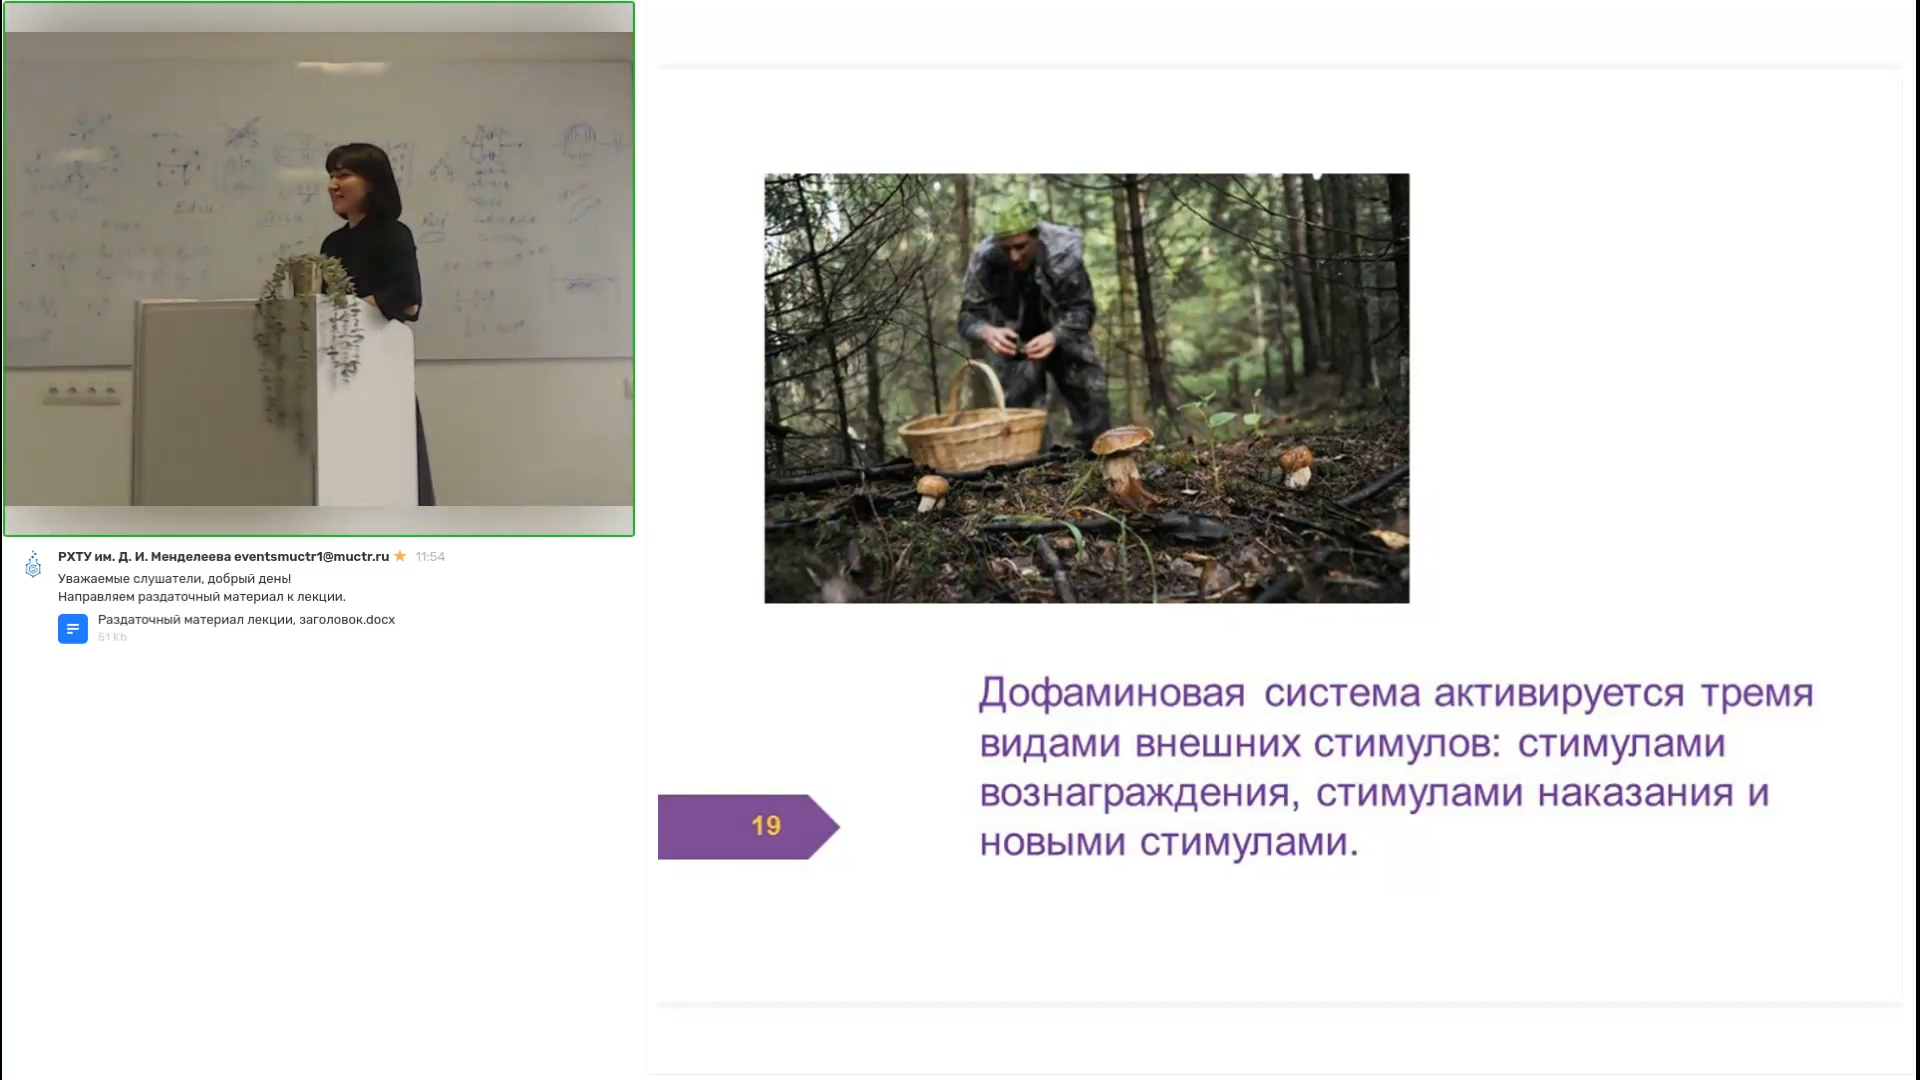 РХТУ им. Д. И. Менделеева eventsmuctr1@muctr.ru 11:54
Уважаемые слушатели, добрый день!
Направляем раздаточный материал к лекции.
Раздаточный материал лекции, заголовок.docx
51 Kb
Дофаминовая система активируется тремя
видами внешних стимулов: стимулами
вознаграждения, стимулами наказания и
новыми стимулами.
19